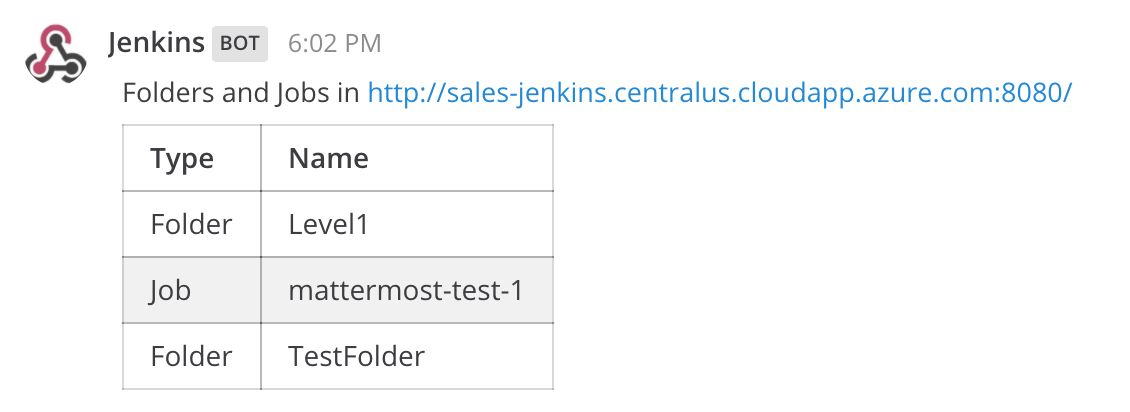 Jenkins BOT 6:02 PM
Folders and Jobs in http://sales-jenkins.centralus.cloudapp.azure.com:8080/
Type Name
Folder Level1
Job mattermost-test-1
Folder TestFolder